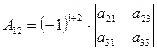 A₁₂ = (−1)¹⁺² · |a₂₁ a₂₃|
|a₃₁ a₃₃|